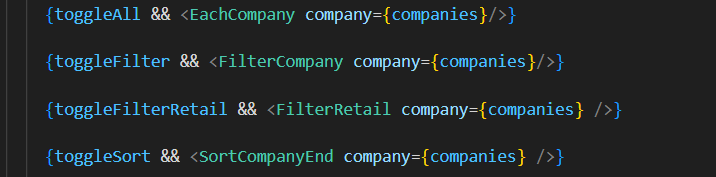 {toggleAll && <EachCompany company={companies}/>}
{toggleFilter && <FilterCompany company={companies}/>}
{toggleFilterRetail && <FilterRetail company={companies} />}
{toggleSort && <SortCompanyEnd company={companies} />}